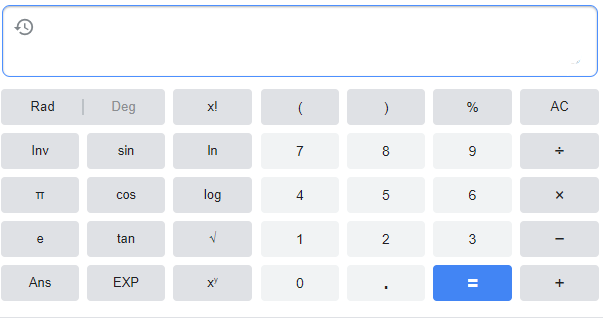 Rad | Deg x! ( ) % AC
Inv sin ln 7 8 9 ÷
π cos log 4 5 6 ×
e tan √ 1 2 3 −
Ans EXP xʸ 0 . = +